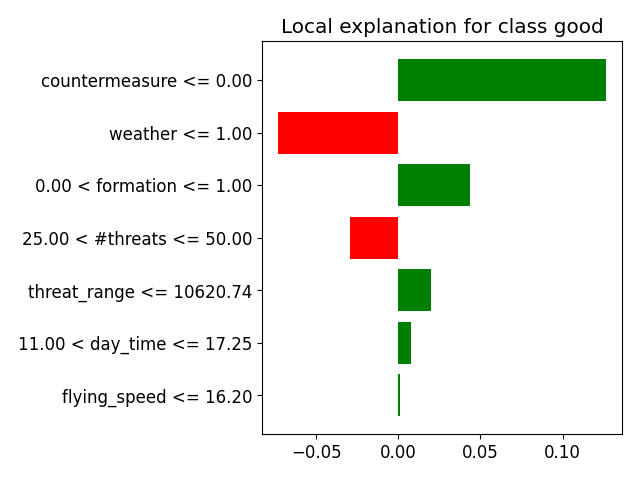 Local explanation for class good
countermeasure <= 0.00
weather <= 1.00
0.00 < formation <= 1.00
25.00 < #threats <= 50.00
threat_range <= 10620.74
11.00 < day_time <= 17.25
flying_speed <= 16.20
−0.05 0.00 0.05 0.10